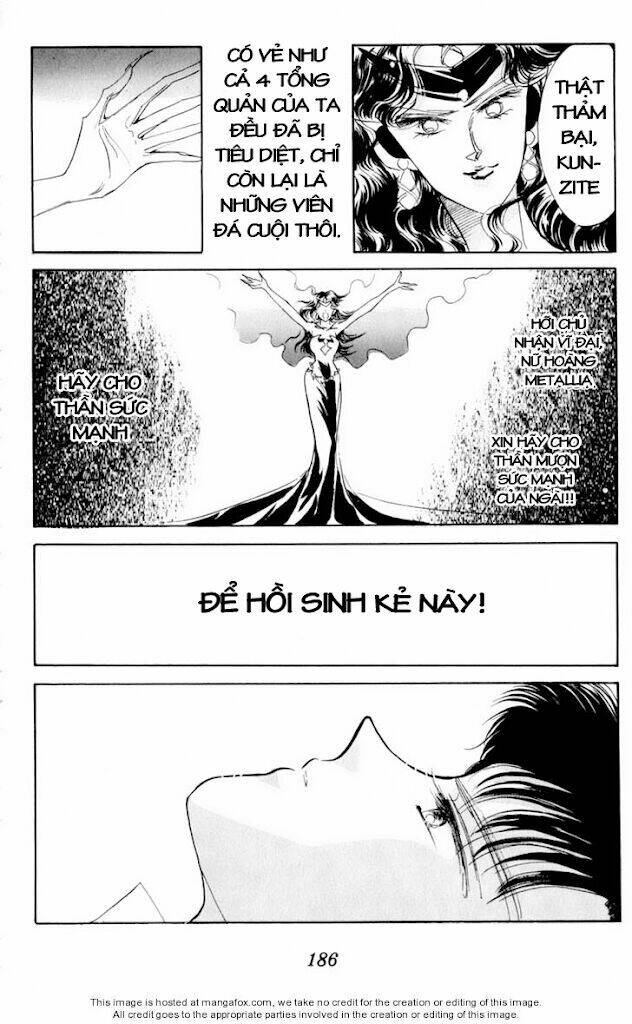 THẬT
THẢM
BẠI,
KUN-
ZITE
CÓ VẺ NHƯ
CẢ 4 TỔNG
QUẢN CỦA TA
ĐỀU ĐÃ BỊ
TIÊU DIỆT, CHỈ
CÒN LẠI LÀ
NHỮNG VIÊN
ĐÁ CUỘI THÔI.
HỠI CHỦ
NHÂN VĨ ĐẠI,
NỮ HOÀNG
METALLIA
XIN HÃY CHO
THẦN MƯỢN
SỨC MẠNH
CỦA NGÀI!!
HÃY CHO
THẦN SỨC
MẠNH
ĐỂ HỒI SINH KẺ NÀY!
186
This image is hosted at mangafox.com, we take no credit for the creation or editing of this image.
All credit goes to the appropriate parties involved in the creation and editing of this image.